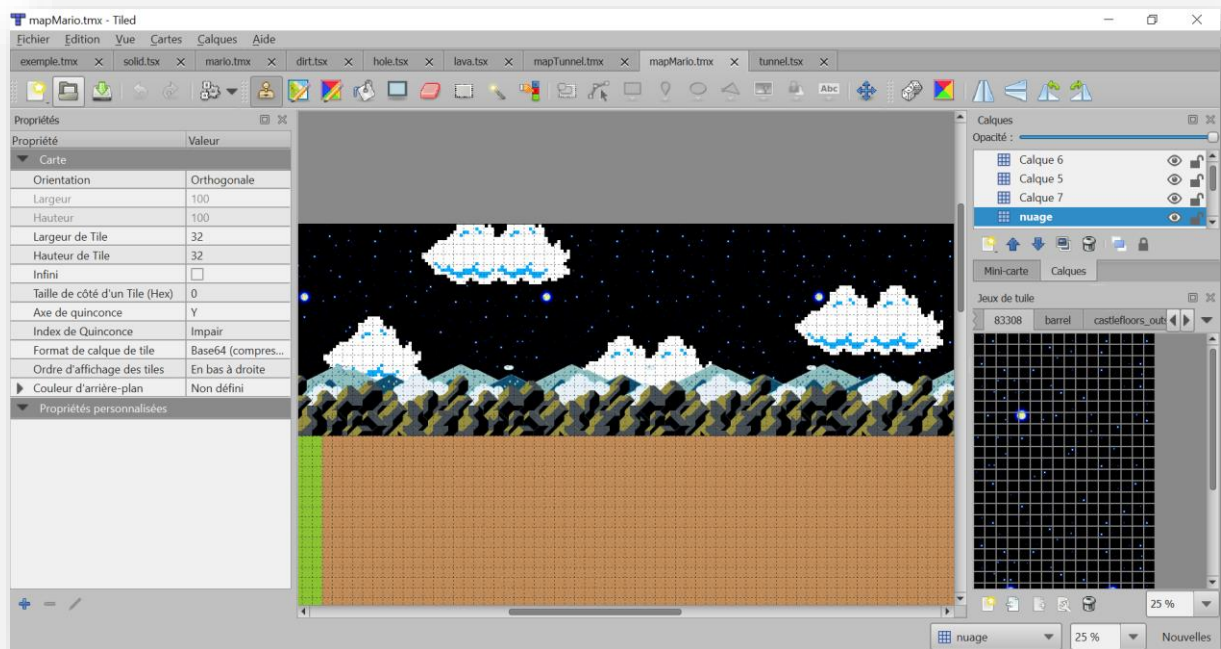 mapMario.tmx - Tiled
Fichier Edition Vue Cartes Calques Aide
exemple.tmx solid.tsx mario.tmx dirt.tsx hole.tsx lava.tsx mapTunnel.tmx mapMario.tmx tunnel.tsx
Abc
Propriétés
Propriété Valeur
Carte
Orientation Orthogonale
Largeur 100
Hauteur 100
Largeur de Tile 32
Hauteur de Tile 32
Infini
Taille de côté d'un Tile (Hex) 0
Axe de quinconce Y
Index de Quinconce Impair
Format de calque de tile Base64 (compres...
Ordre d'affichage des tiles En bas à droite
Couleur d'arrière-plan Non défini
Propriétés personnalisées
Calques
Opacité :
Calque 6
Calque 5
Calque 7
nuage
Mini-carte Calques
Jeux de tuile
83308 barrel castlefloors_out
25 %
nuage 25 % Nouvelles